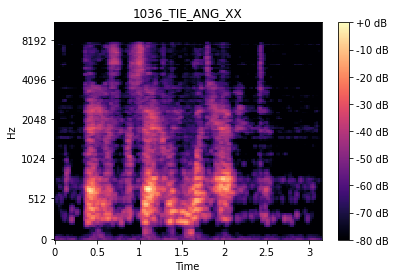 1036_TIE_ANG_XX
+0 dB
8192
-10 dB
4096
-20 dB
-30 dB
2048
Hz
-40 dB
1024
-50 dB
512
-60 dB
-70 dB
0
-80 dB
0 0.5 1 1.5 2 2.5 3
Time